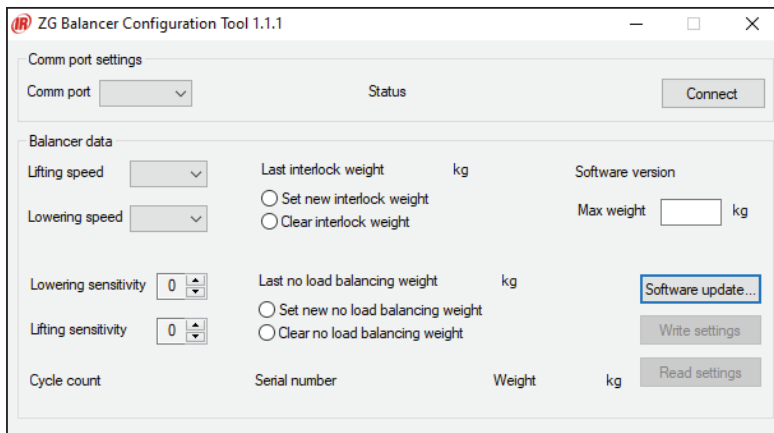 IR ZG Balancer Configuration Tool 1.1.1
Comm port settings
Comm port Status Connect
Balancer data
Lifting speed Last interlock weight kg Software version
Set new interlock weight
Lowering speed Clear interlock weight Max weight kg
Lowering sensitivity 0 Last no load balancing weight kg Software update...
Set new no load balancing weight
Lifting sensitivity 0 Clear no load balancing weight Write settings
Cycle count Serial number Weight kg Read settings